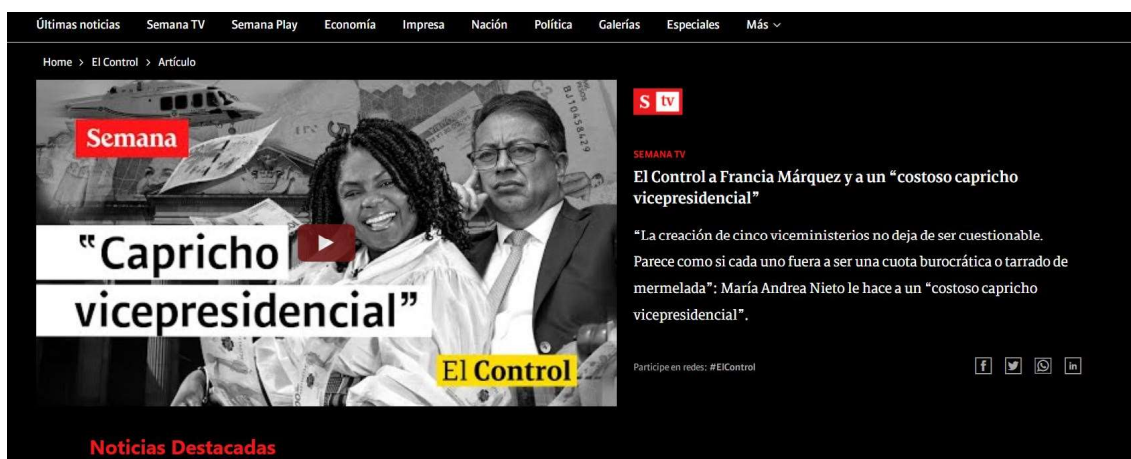 Últimas noticias Semana TV Semana Play Economía Impresa Nación Política Galerías Especiales Más
Home > El Control > Artículo
Semana
"Capricho
vicepresidencial"
El Control
BJ10458429
S tv
SEMANA TV
El Control a Francia Márquez y a un “costoso capricho
vicepresidencial”
“La creación de cinco viceministerios no deja de ser cuestionable.
Parece como si cada uno fuera a ser una cuota burocrática o tarrado de
mermelada”: María Andrea Nieto le hace a un “costoso capricho
vicepresidencial”.
Participe en redes: #ElControl
Noticias Destacadas